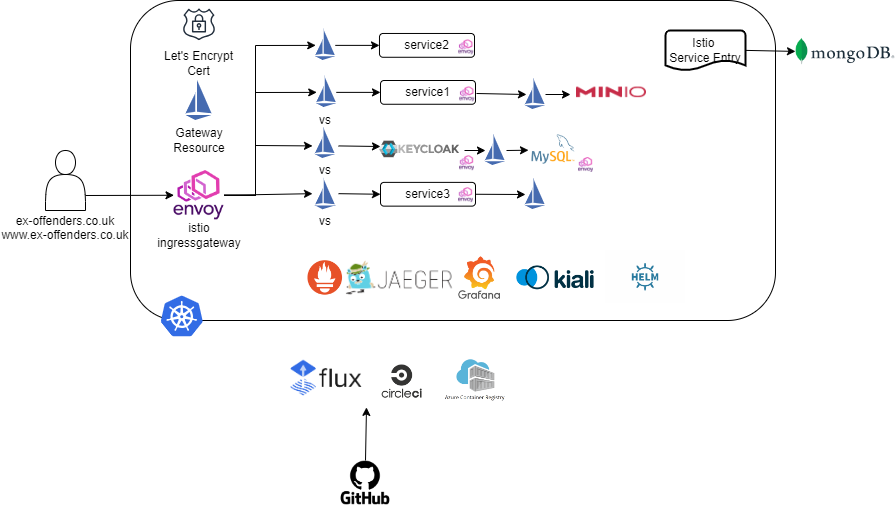 Let's Encrypt
Cert
Gateway
Resource
envoy
istio
ingressgateway
ex-offenders.co.uk
www.ex-offenders.co.uk
service2
envoy
vs
service1
envoy
MINIO
vs
KEYCLOAK
envoy
MySQL
envoy
vs
service3
envoy
vs
Istio
Service Entry
mongoDB
JAEGER
Grafana
kiali
HELM
flux
circleci
Azure Container Registry
GitHub